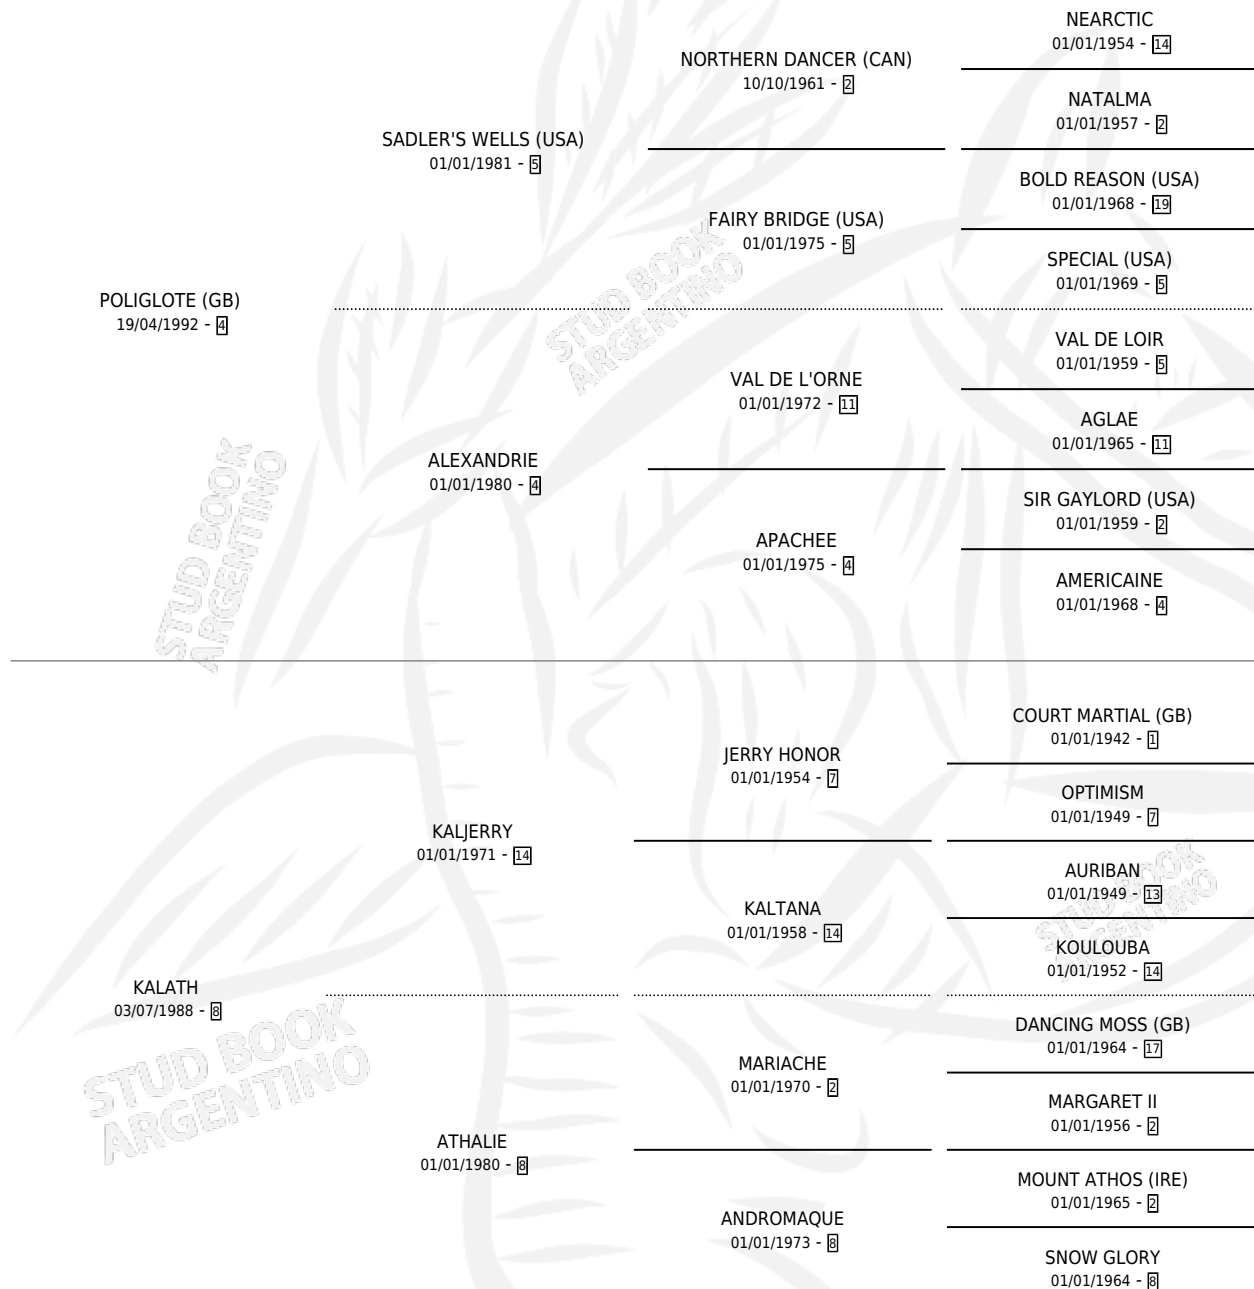 NEARCTIC
01/01/1954 - 14
NORTHERN DANCER (CAN)
10/10/1961 - 2
NATALMA
01/01/1957 - 2
SADLER'S WELLS (USA)
01/01/1981 - 5
BOLD REASON (USA)
01/01/1968 - 19
FAIRY BRIDGE (USA)
01/01/1975 - 5
SPECIAL (USA)
01/01/1969 - 5
STUD BOOK
ARGENTINO
POLIGLOTE (GB)
19/04/1992 - 4
VAL DE LOIR
01/01/1959 - 5
VAL DE L'ORNE
01/01/1972 - 11
AGLAE
01/01/1965 - 11
ALEXANDRIE
01/01/1980 - 4
SIR GAYLORD (USA)
01/01/1959 - 2
APACHEE
01/01/1975 - 4
AMERICAINE
01/01/1968 - 4
STUD BOOK
ARGENTINO
COURT MARTIAL (GB)
01/01/1942 - 1
JERRY HONOR
01/01/1954 - 7
OPTIMISM
01/01/1949 - 7
KALJERRY
01/01/1971 - 14
AURIBAN
01/01/1949 - 13
KALTANA
01/01/1958 - 14
KOULOUBA
01/01/1952 - 14
STUD BOOK
ARGENTINO
KALATH
03/07/1988 - 8
DANCING MOSS (GB)
01/01/1964 - 17
MARIACHE
01/01/1970 - 2
MARGARET II
01/01/1956 - 2
STUD BOOK
ARGENTINO
ATHALIE
01/01/1980 - 8
MOUNT ATHOS (IRE)
01/01/1965 - 2
ANDROMAQUE
01/01/1973 - 8
SNOW GLORY
01/01/1964 - 8